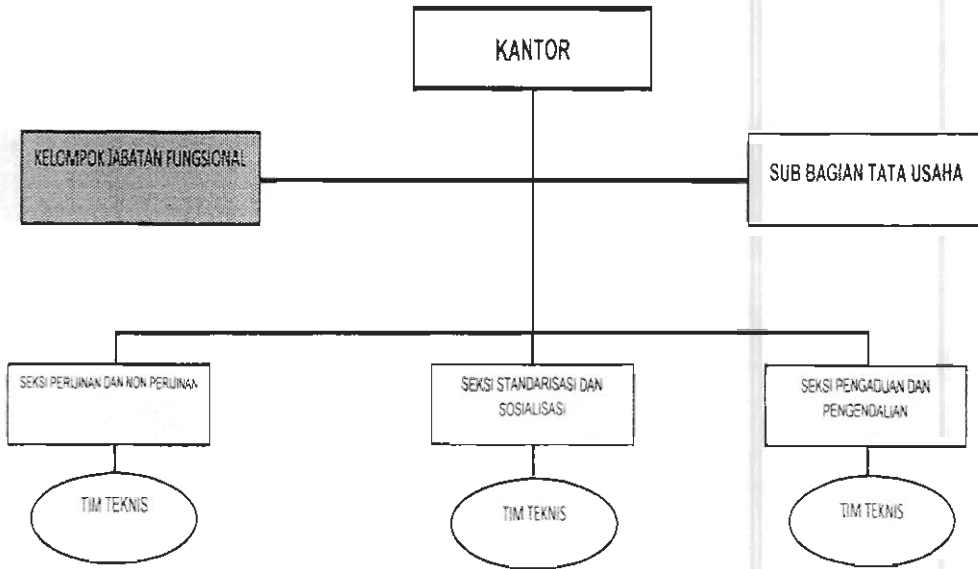 KANTOR
KELOMPOK JABATAN FUNGSIONAL
SUB BAGIAN TATA USAHA
SEKSI PERIJINAN DAN NON PERIJINAN
SEKSI STANDARISASI DAN
SOSIALISASI
SEKSI PENGADUAN DAN
PENGENDALIAN
TIM TEKNIS
TIM TEKNIS
TIM TEKNIS